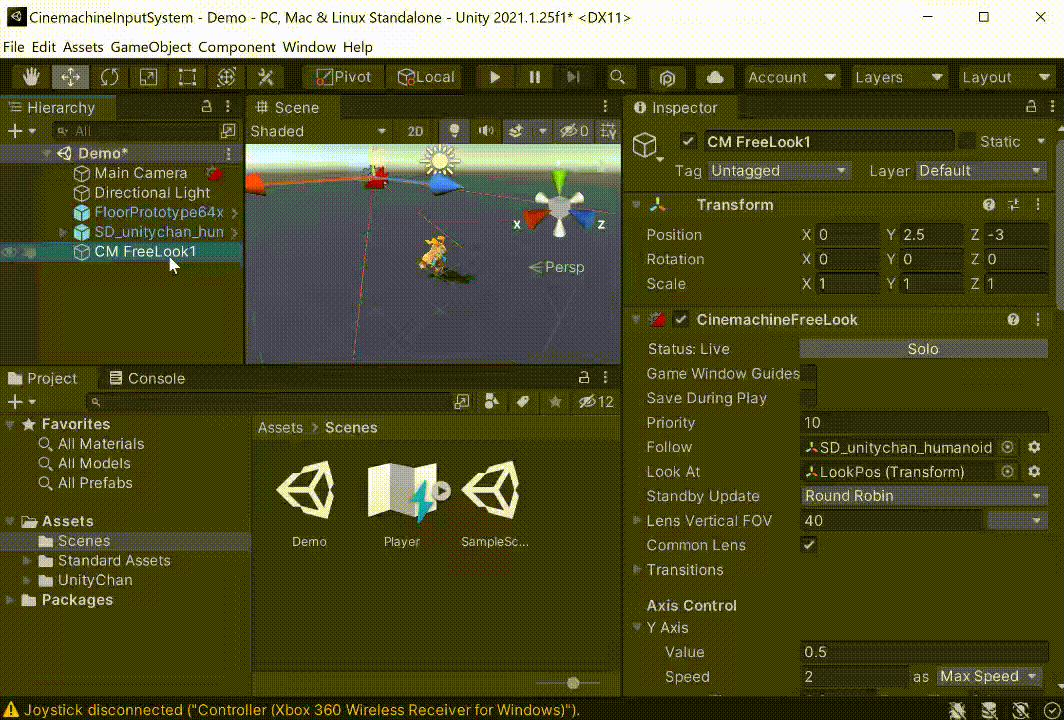 CinemachineInputSystem - Demo - PC, Mac & Linux Standalone - Unity 2021.1.25f1* <DX11>
File Edit Assets GameObject Component Window Help
Pivot Local Account Layers Layout
Hierarchy
All
Demo*
Main Camera
Directional Light
FloorPrototype64x
SD_unitychan_hun
CM FreeLook1
Scene
Shaded 2D 0
x z
Persp
Project Console
12
Favorites
All Materials
All Models
All Prefabs
Assets
Scenes
Standard Assets
UnityChan
Packages
Assets > Scenes
Demo Player SampleSc...
Inspector
CM FreeLook1 Static
Tag Untagged Layer Default
Transform
Position X 0 Y 2.5 Z -3
Rotation X 0 Y 0 Z 0
Scale X 1 Y 1 Z 1
CinemachineFreeLook
Status: Live Solo
Game Window Guides
Save During Play
Priority 10
Follow SD_unitychan_humanoid
Look At LookPos (Transform)
Standby Update Round Robin
Lens Vertical FOV 40
Common Lens
Transitions
Axis Control
Y Axis
Value 0.5
Speed 2 as Max Speed
Joystick disconnected ("Controller (Xbox 360 Wireless Receiver for Windows)").